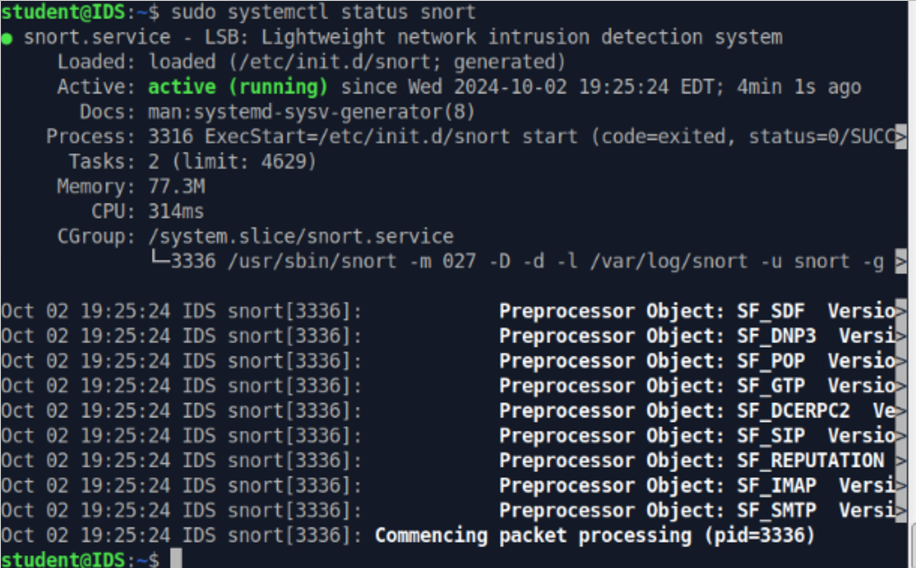 student@IDS:~$ sudo systemctl status snort
● snort.service - LSB: Lightweight network intrusion detection system
Loaded: loaded (/etc/init.d/snort; generated)
Active: active (running) since Wed 2024-10-02 19:25:24 EDT; 4min 1s ago
Docs: man:systemd-sysv-generator(8)
Process: 3316 ExecStart=/etc/init.d/snort start (code=exited, status=0/SUCC>
Tasks: 2 (limit: 4629)
Memory: 77.3M
CPU: 314ms
CGroup: /system.slice/snort.service
└─3336 /usr/sbin/snort -m 027 -D -d -l /var/log/snort -u snort -g >
Oct 02 19:25:24 IDS snort[3336]: Preprocessor Object: SF_SDF Versio>
Oct 02 19:25:24 IDS snort[3336]: Preprocessor Object: SF_DNP3 Versi>
Oct 02 19:25:24 IDS snort[3336]: Preprocessor Object: SF_POP Versio>
Oct 02 19:25:24 IDS snort[3336]: Preprocessor Object: SF_GTP Versio>
Oct 02 19:25:24 IDS snort[3336]: Preprocessor Object: SF_DCERPC2 Ve>
Oct 02 19:25:24 IDS snort[3336]: Preprocessor Object: SF_SIP Versio>
Oct 02 19:25:24 IDS snort[3336]: Preprocessor Object: SF_REPUTATION >
Oct 02 19:25:24 IDS snort[3336]: Preprocessor Object: SF_IMAP Versi>
Oct 02 19:25:24 IDS snort[3336]: Preprocessor Object: SF_SMTP Versi>
Oct 02 19:25:24 IDS snort[3336]: Commencing packet processing (pid=3336)
student@IDS:~$